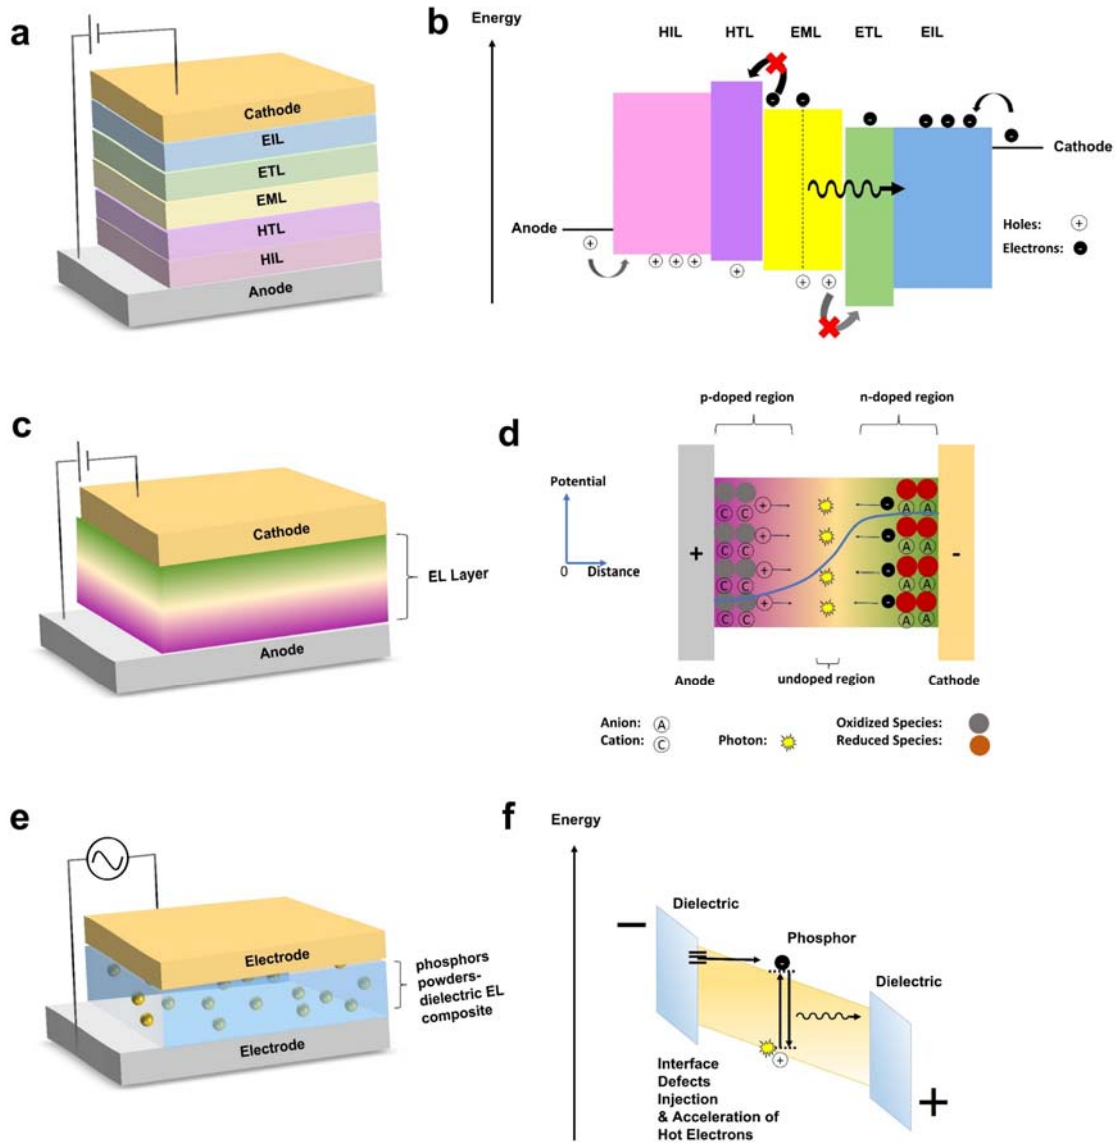 a
Cathode
EIL
ETL
EML
HTL
HIL
Anode
b
Energy
HIL HTL EML ETL EIL
Cathode
Anode
Holes: +
Electrons: -
c
Cathode
EL Layer
Anode
d
p-doped region n-doped region
Potential
0 Distance
+ -
+ -
C C + - A A
C C + - A A
C C + - A A
C C + - A A
Anode undoped region Cathode
Anion: A Oxidized Species:
Cation: C Photon: Reduced Species:
e
Electrode
phosphors
powders-
dielectric EL
composite
Electrode
f
Energy
Dielectric
Phosphor
Dielectric
Interface
Defects
Injection
& Acceleration of
Hot Electrons